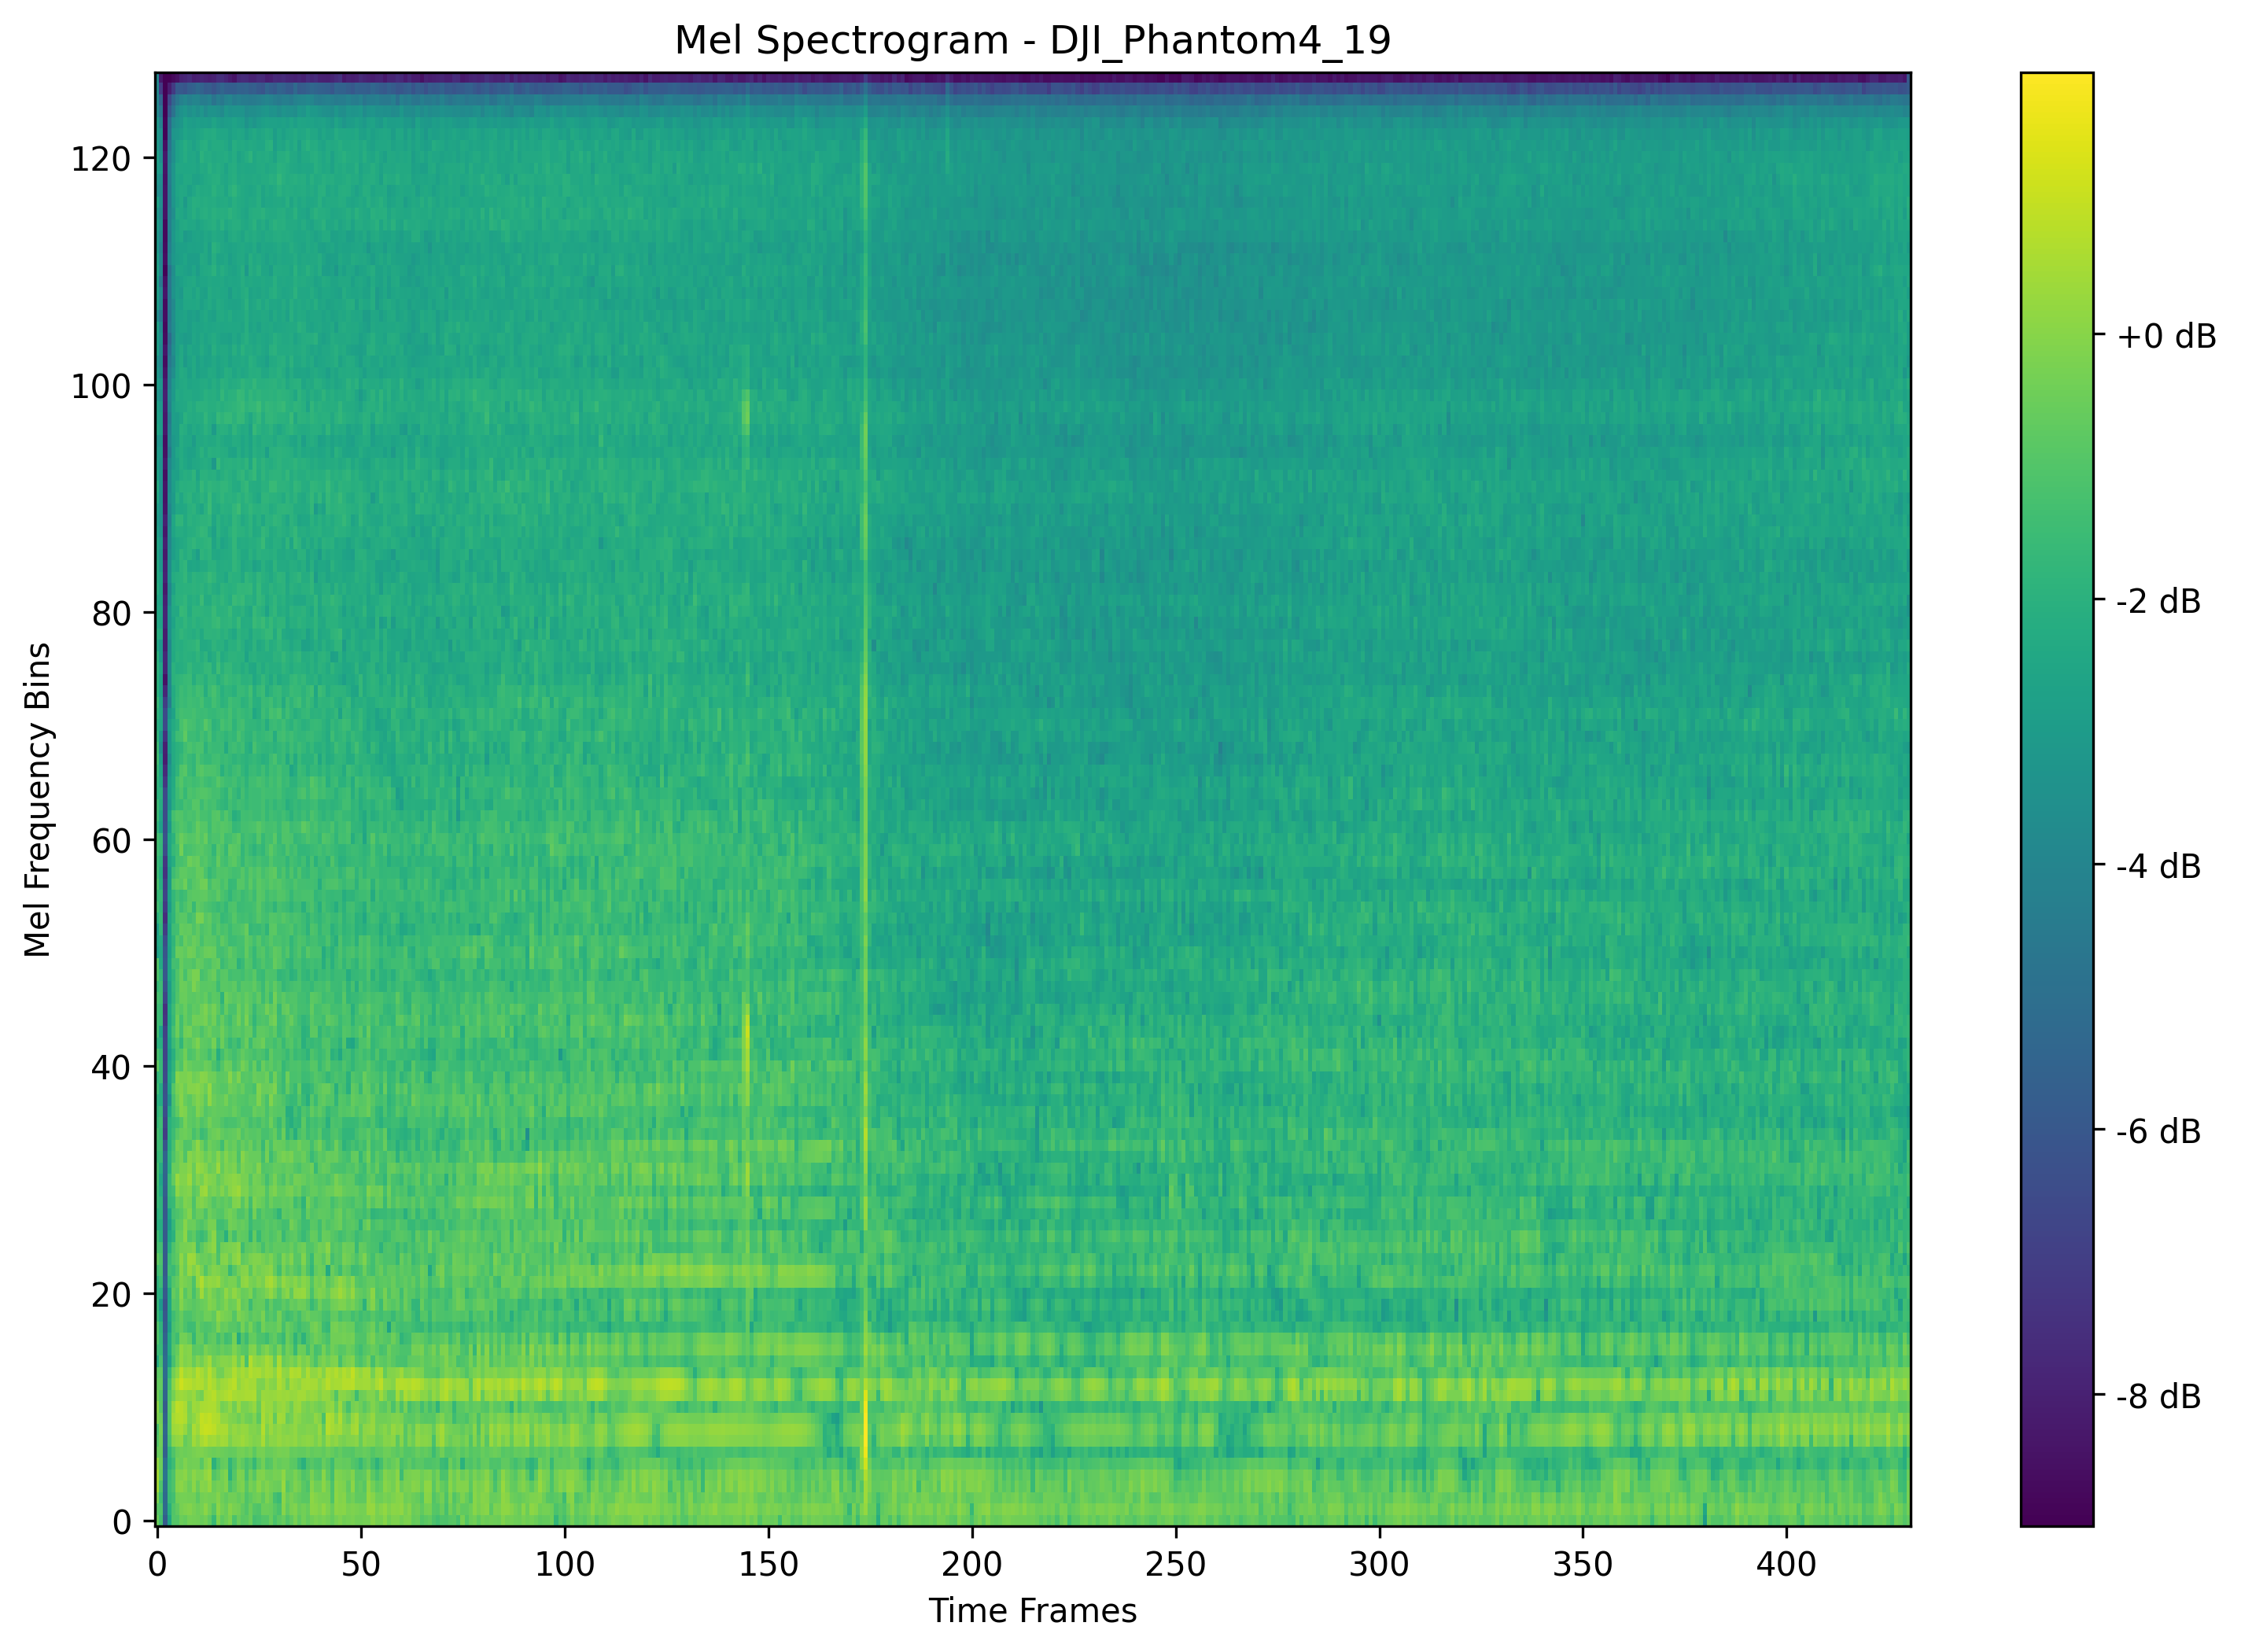 Mel Spectrogram - DJI_Phantom4_19
Mel Frequency Bins
120
100
80
60
40
20
0
0 50 100 150 200 250 300 350 400
Time Frames
+0 dB
-2 dB
-4 dB
-6 dB
-8 dB